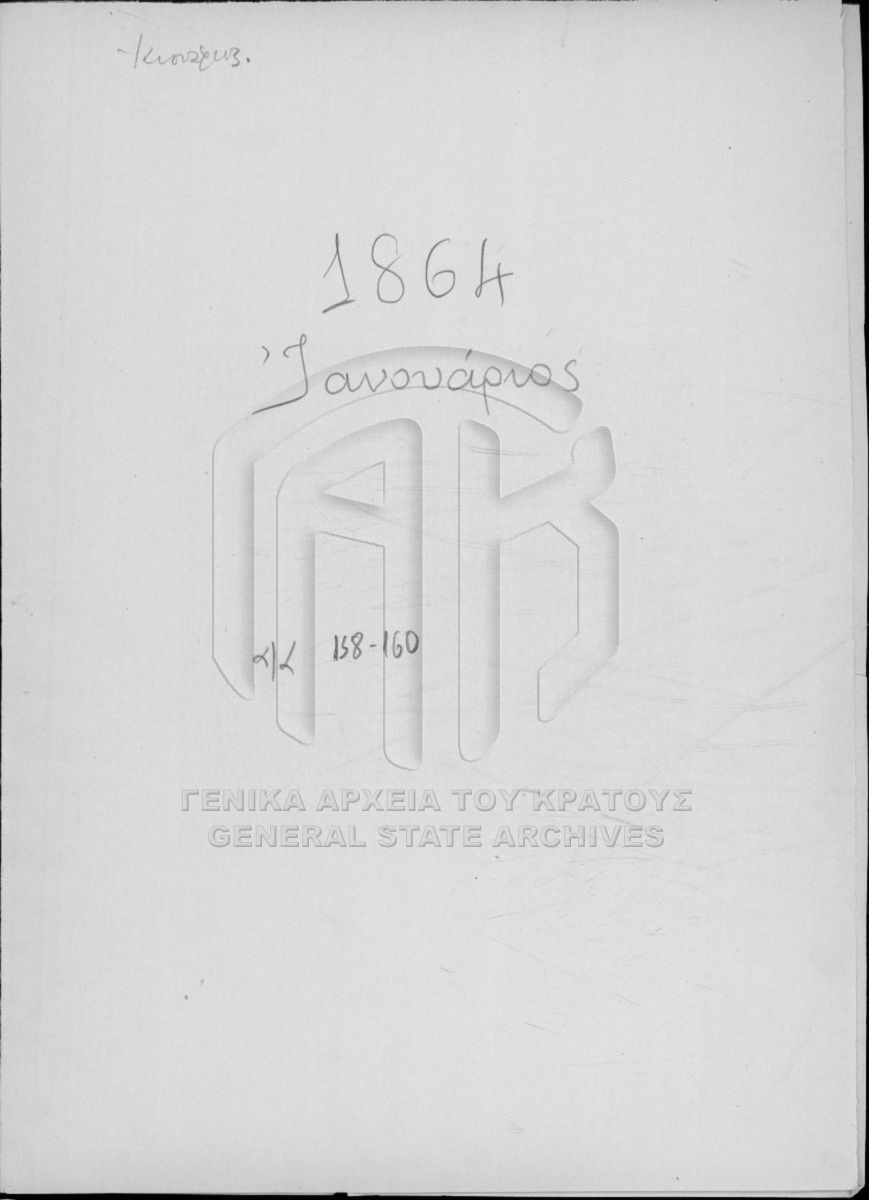 1864
Ἰανουάριος
α/α 158-160
ΓΕΝΙΚΑ ΑΡΧΕΙΑ ΤΟΥ ΚΡΑΤΟΥΣ
GENERAL STATE ARCHIVES